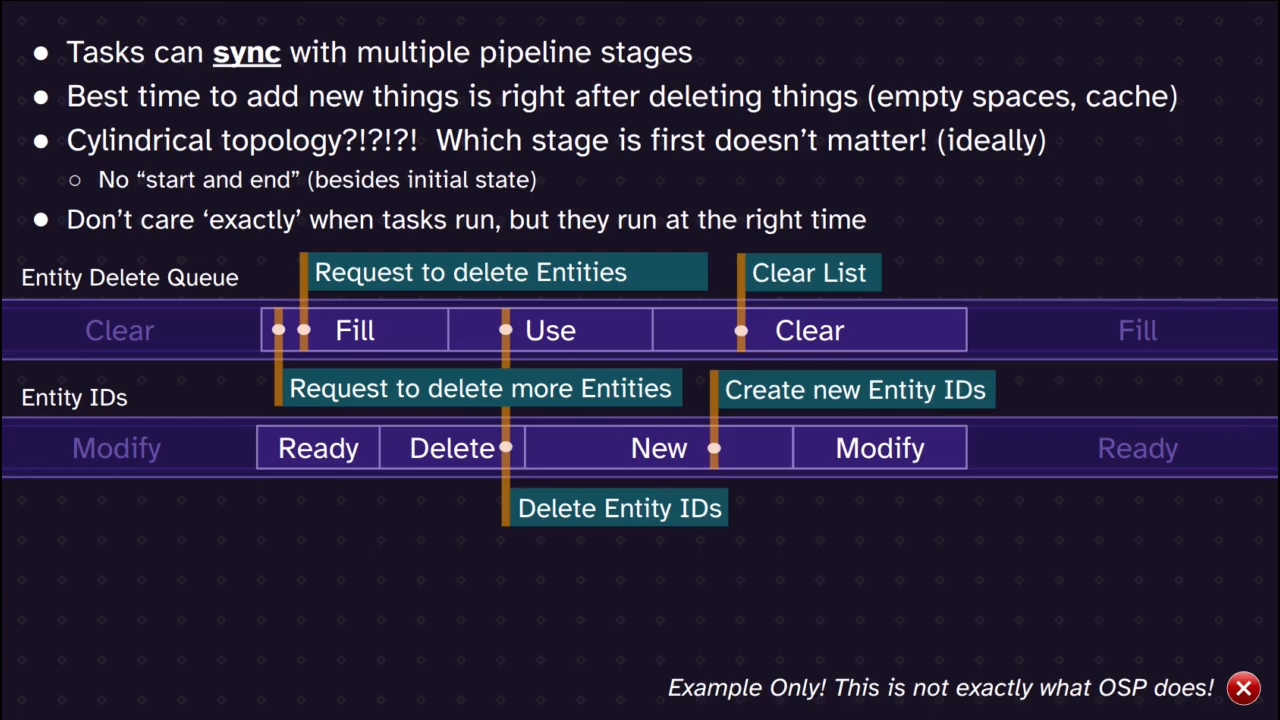 ● Tasks can sync with multiple pipeline stages
● Best time to add new things is right after deleting things (empty spaces, cache)
● Cylindrical topology?!?!?!  Which stage is first doesn’t matter! (ideally)
○ No “start and end” (besides initial state)
● Don’t care ‘exactly’ when tasks run, but they run at the right time
Entity Delete Queue
Request to delete Entities
Clear List
Clear
Fill
Use
Clear
Fill
Entity IDs
Request to delete more Entities
Create new Entity IDs
Modify
Ready
Delete
New
Modify
Ready
Delete Entity IDs
Example Only! This is not exactly what OSP does!